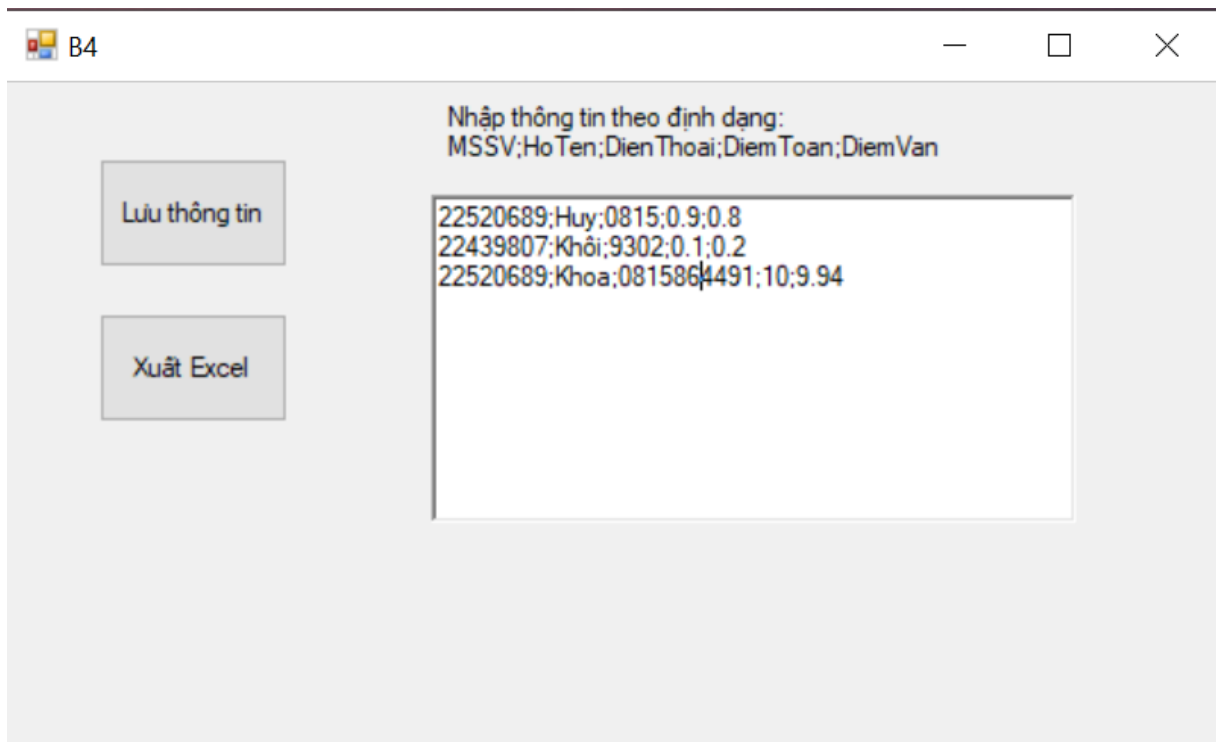 B4
Nhập thông tin theo định dạng:
MSSV;HoTen;DienThoai;DiemToan;DiemVan
Lưu thông tin
22520689;Huy;0815;0.9;0.8
22439807;Khôi;9302;0.1;0.2
22520689;Khoa;0815864491;10;9.94
Xuất Excel